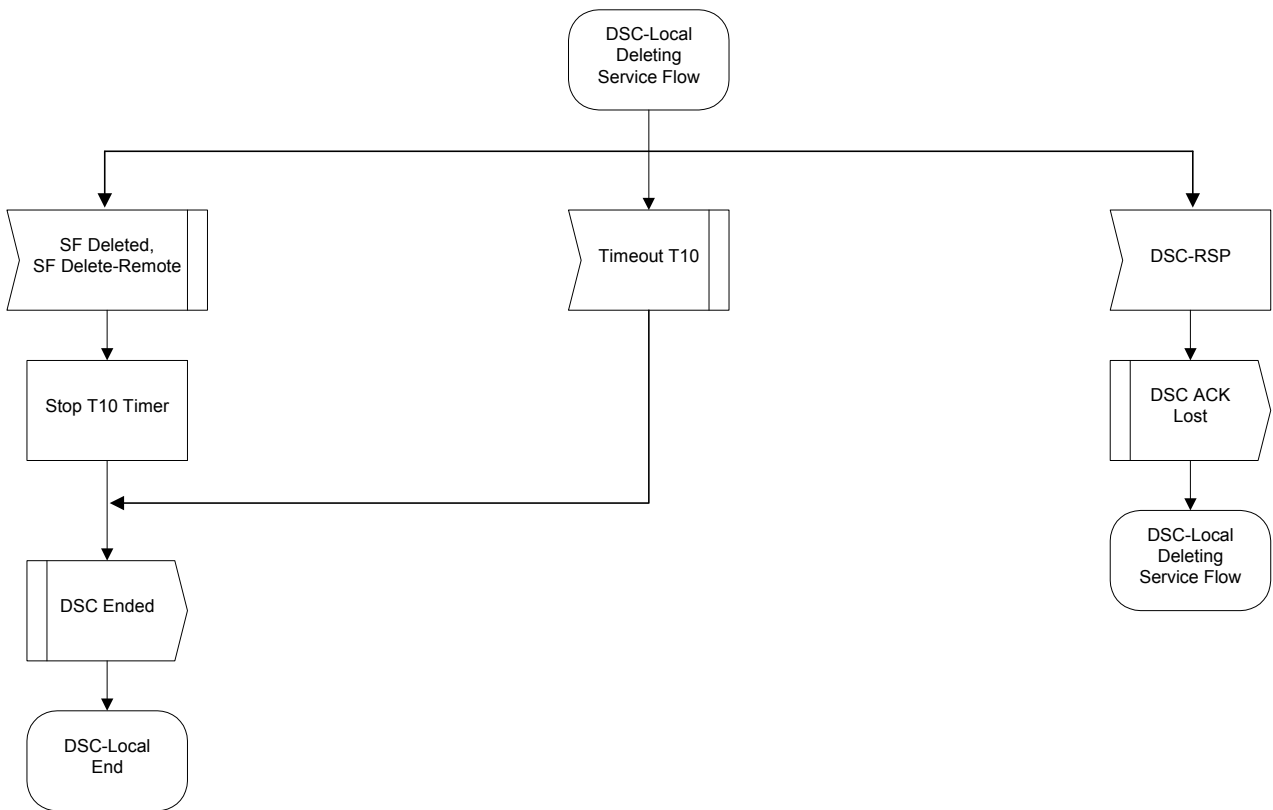 DSC-Local
Deleting
Service Flow
SF Deleted,
SF Delete-Remote
Timeout T10
DSC-RSP
Stop T10 Timer
DSC ACK
Lost
DSC-Local
Deleting
Service Flow
DSC Ended
DSC-Local
End